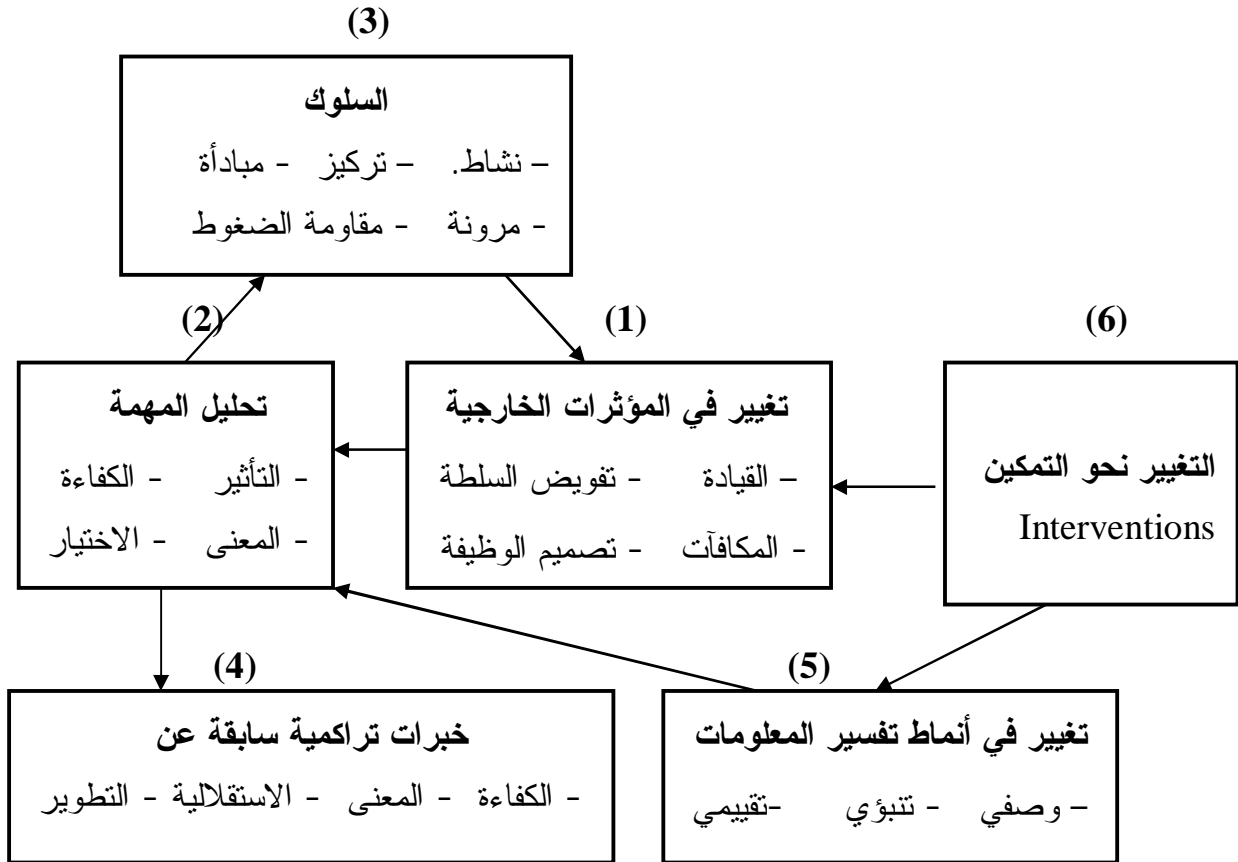 (3)
السلوك
– نشاط. – تركيز - مبادأة
- مرونة - مقاومة الضغوط
(6)
(1)
(2)
التغيير نحو التمكين
Interventions
تغيير في المؤثرات الخارجية
– القيادة - تفويض السلطة
- المكافآت - تصميم الوظيفة
تحليل المهمة
- التأثير - الكفاءة
- المعنى - الاختيار
(5)
تغيير في أنماط تفسير المعلومات
– وصفي - تنبؤي -تقييمي
(4)
خبرات تراكمية سابقة عن
- الكفاءة - المعنى - الاستقلالية - التطوير